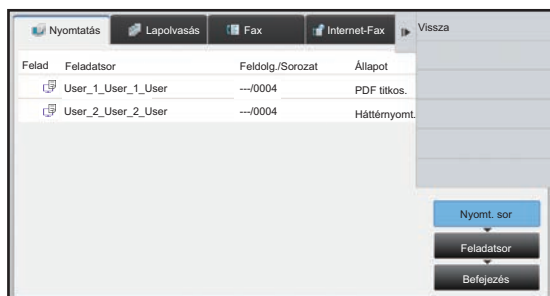 Nyomtatás Lapolvasás Fax Internet-Fax Vissza
Felad Feladatsor Feldolg./Sorozat Állapot
User_1_User_1_User ---/0004 PDF titkos.
User_2_User_2_User ---/0004 Háttérnyomt.
Nyomt. sor
Feladatsor
Befejezés